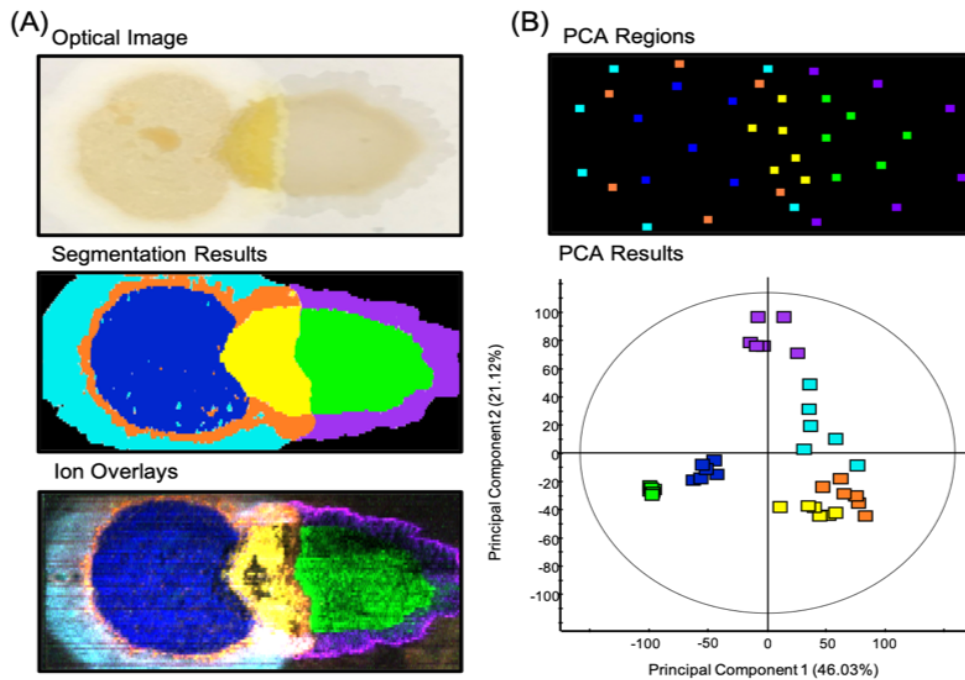 (A)
Optical Image
Segmentation Results
Ion Overlays
(B)
PCA Regions
PCA Results
Principal Component 2 (21.12%)
100
80
60
40
20
0
-20
-40
-60
-80
-100
-100
-50
0
50
100
Principal Component 1 (46.03%)